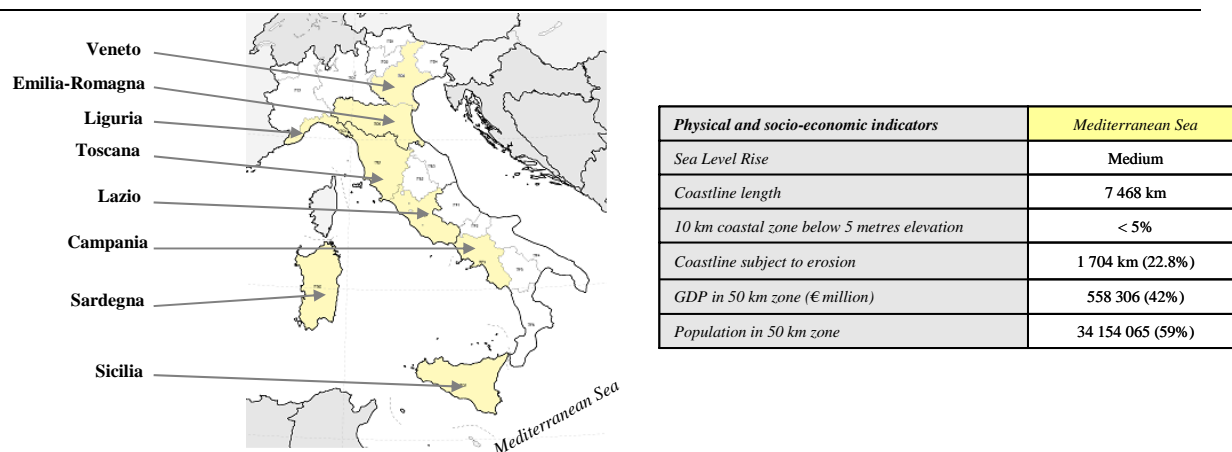 Veneto
Emilia-Romagna
Liguria
Toscana
Lazio
Campania
Sardegna
Sicilia
Mediterranean Sea
Physical and socio-economic indicators Mediterranean Sea
Sea Level Rise Medium
Coastline length 7 468 km
10 km coastal zone below 5 metres elevation < 5%
Coastline subject to erosion 1 704 km (22.8%)
GDP in 50 km zone (€ million) 558 306 (42%)
Population in 50 km zone 34 154 065 (59%)